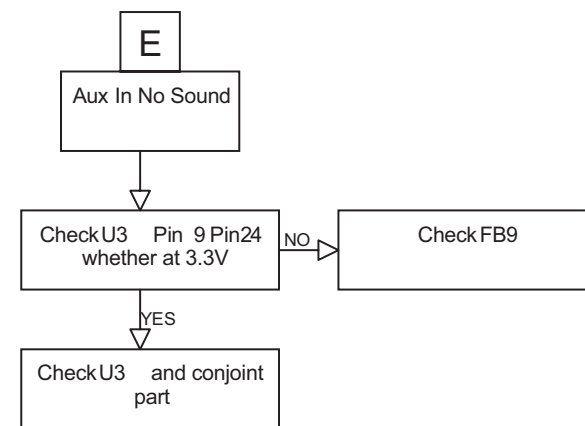 E
Aux In No Sound
Check U3 Pin 9 Pin24
whether at 3.3V
NO
Check FB9
YES
Check U3 and conjoint
part